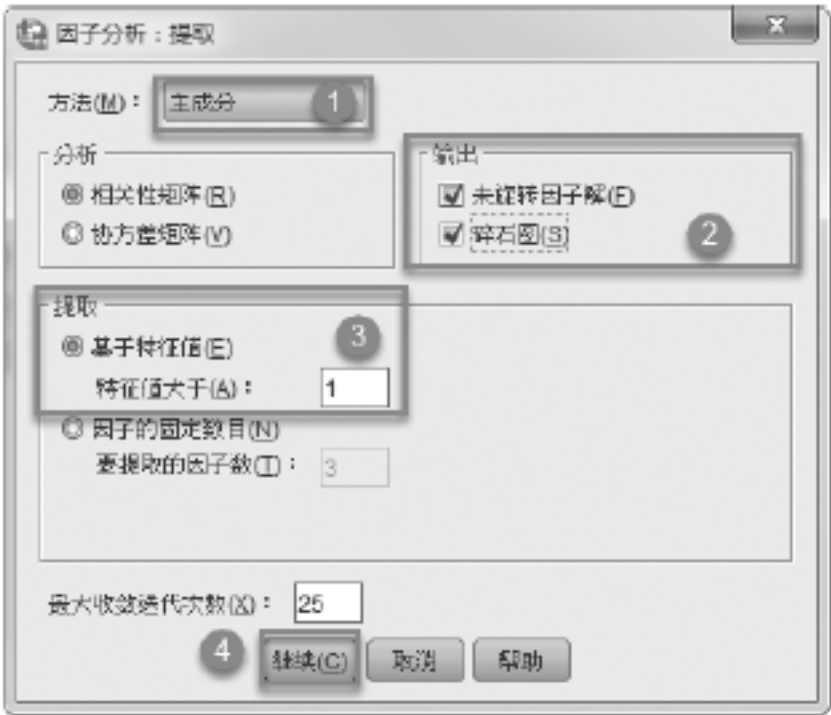 因子分析：提取
方法(M)： 主成分 1
分析
相关性矩阵(R)
协方差矩阵(V)
输出
未旋转因子解(F)
碎石图(S)
2
提取
基于特征值(E)
特征值大于(A)： 1
3
因子的固定数目(N)
要提取的因子数(T)： 3
最大收敛迭代次数(X)： 25
4 继续(C) 取消 帮助